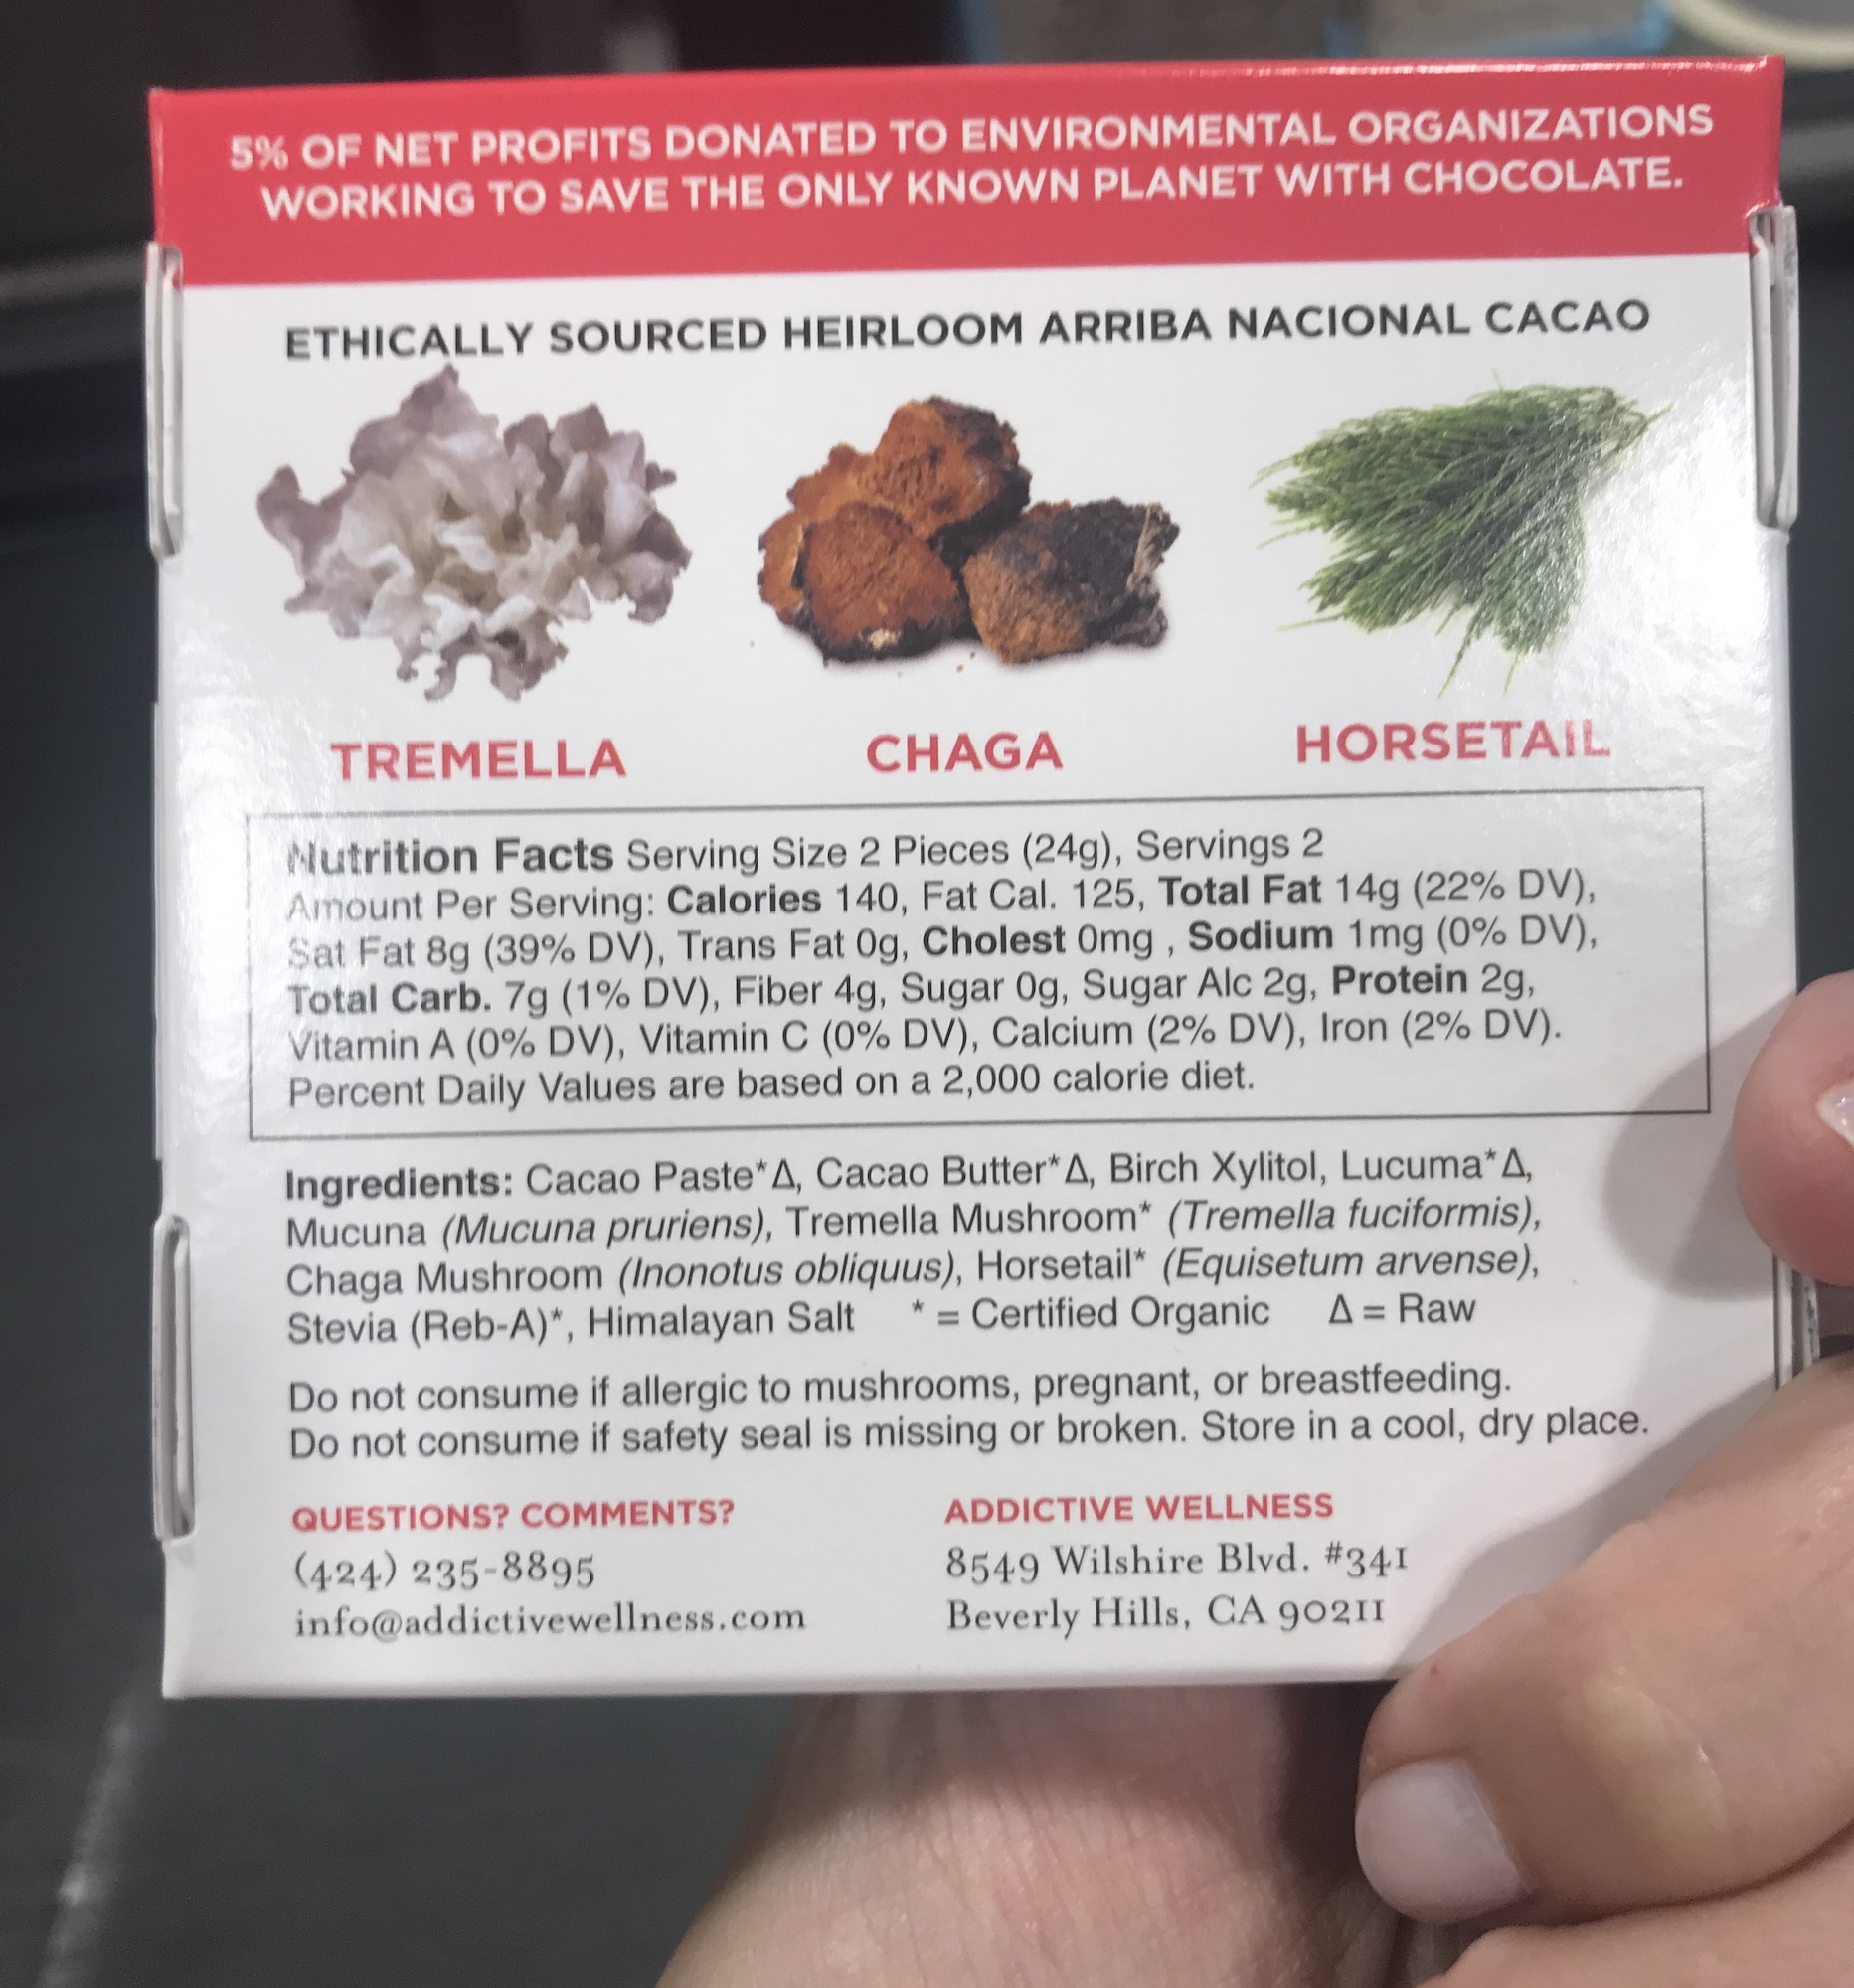 5% OF NET PROFITS DONATED TO ENVIRONMENTAL ORGANIZATIONS
WORKING TO SAVE THE ONLY KNOWN PLANET WITH CHOCOLATE.
ETHICALLY SOURCED HEIRLOOM ARRIBA NACIONAL CACAO
TREMELLA CHAGA HORSETAIL
Nutrition Facts Serving Size 2 Pieces (24g), Servings 2
Amount Per Serving: Calories 140, Fat Cal. 125, Total Fat 14g (22% DV),
Sat Fat 8g (39% DV), Trans Fat 0g, Cholest 0mg , Sodium 1mg (0% DV),
Total Carb. 7g (1% DV), Fiber 4g, Sugar 0g, Sugar Alc 2g, Protein 2g,
Vitamin A (0% DV), Vitamin C (0% DV), Calcium (2% DV), Iron (2% DV).
Percent Daily Values are based on a 2,000 calorie diet.
Ingredients: Cacao Paste*Δ, Cacao Butter*Δ, Birch Xylitol, Lucuma*Δ,
Mucuna (Mucuna pruriens), Tremella Mushroom* (Tremella fuciformis),
Chaga Mushroom (Inonotus obliquus), Horsetail* (Equisetum arvense),
Stevia (Reb-A)*, Himalayan Salt * = Certified Organic Δ = Raw
Do not consume if allergic to mushrooms, pregnant, or breastfeeding.
Do not consume if safety seal is missing or broken. Store in a cool, dry place.
QUESTIONS? COMMENTS?
(424) 235-8895
info@addictivewellness.com
ADDICTIVE WELLNESS
8549 Wilshire Blvd. #341
Beverly Hills, CA 90211